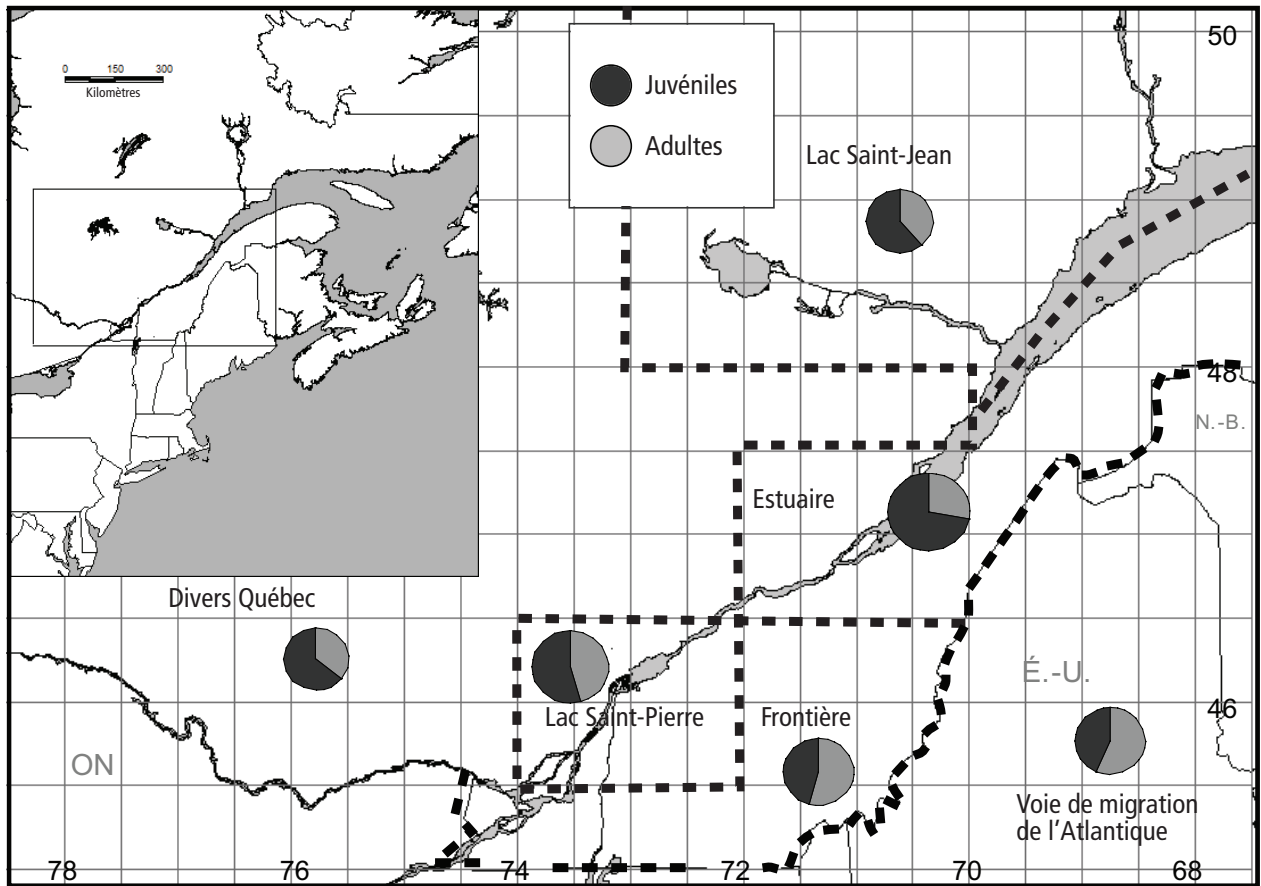 0 150 300
Kilomètres
Juvéniles
Adultes
50
Lac Saint-Jean
48
N.-B.
Estuaire
Divers Québec
É.-U.
46
Lac Saint-Pierre
Frontière
ON
Voie de migration
de l'Atlantique
78 76 74 72 70 68